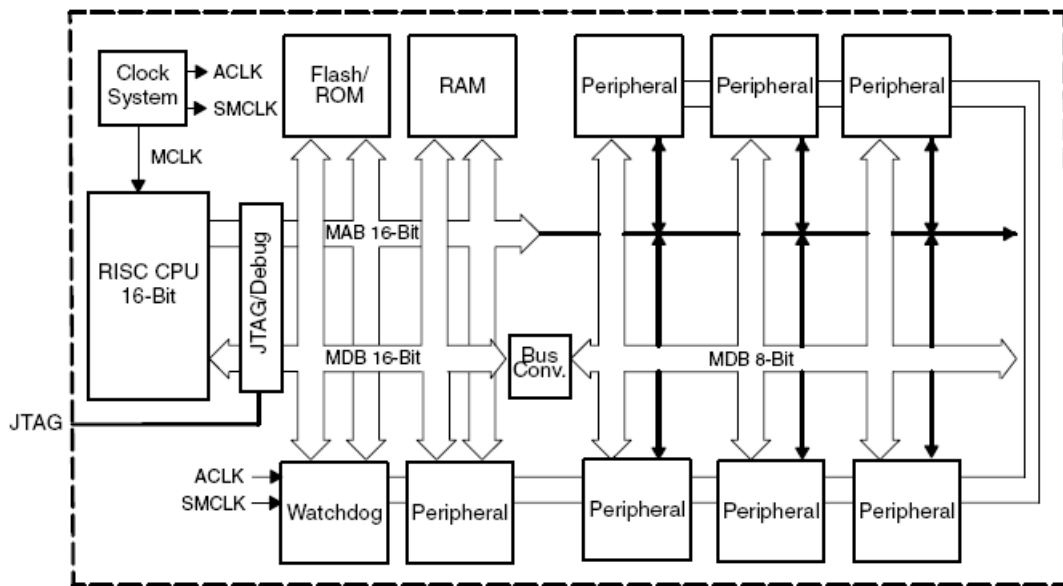 Clock
System
ACLK
SMCLK
MCLK
Flash/
ROM
RAM
Peripheral
Peripheral
Peripheral
RISC CPU
16-Bit
JTAG/Debug
MAB 16-Bit
MDB 16-Bit
Bus
Conv.
MDB 8-Bit
JTAG
ACLK
SMCLK
Watchdog
Peripheral
Peripheral
Peripheral
Peripheral